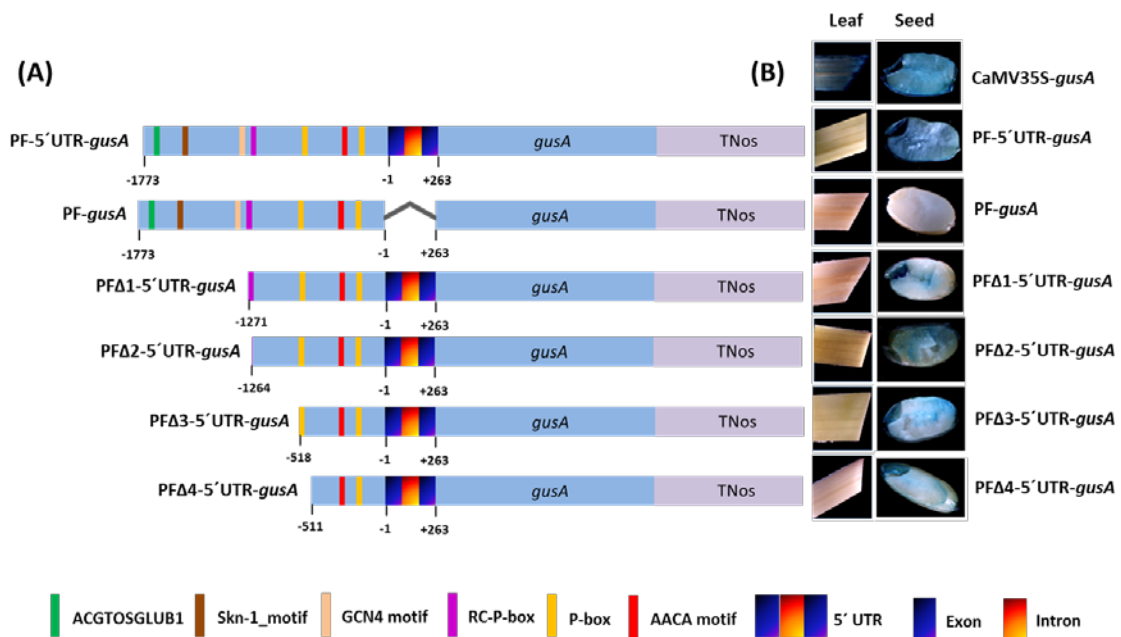 (A)
PF-5´UTR-gusA
gusA
TNos
-1773
-1
+263
PF-gusA
gusA
TNos
-1773
-1
+263
PFΔ1-5´UTR-gusA
gusA
TNos
-1271
-1
+263
PFΔ2-5´UTR-gusA
gusA
TNos
-1264
-1
+263
PFΔ3-5´UTR-gusA
gusA
TNos
-518
-1
+263
PFΔ4-5´UTR-gusA
gusA
TNos
-511
-1
+263
(B)
Leaf
Seed
CaMV35S-gusA
PF-5´UTR-gusA
PF-gusA
PFΔ1-5´UTR-gusA
PFΔ2-5´UTR-gusA
PFΔ3-5´UTR-gusA
PFΔ4-5´UTR-gusA
ACGTOSGLUB1
Skn-1_motif
GCN4 motif
RC-P-box
P-box
AACA motif
5´ UTR
Exon
Intron